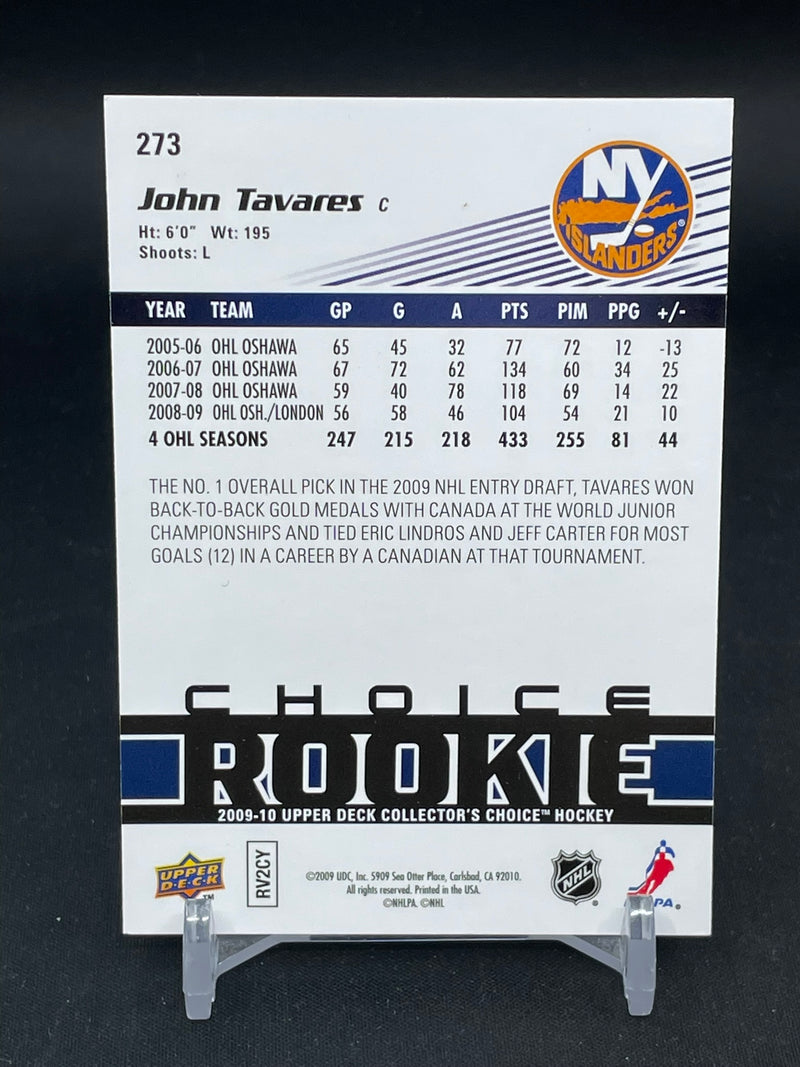 273
NY
ISLANDERS®
John Tavares C
Ht: 6'0" Wt: 195
Shoots: L
YEAR TEAM GP G A PTS PIM PPG +/-
2005-06 OHL OSHAWA 65 45 32 77 72 12 -13
2006-07 OHL OSHAWA 67 72 62 134 60 34 25
2007-08 OHL OSHAWA 59 40 78 118 69 14 22
2008-09 OHL OSH./LONDON 56 58 46 104 54 21 10
4 OHL SEASONS 247 215 218 433 255 81 44
THE NO. 1 OVERALL PICK IN THE 2009 NHL ENTRY DRAFT, TAVARES WON
BACK-TO-BACK GOLD MEDALS WITH CANADA AT THE WORLD JUNIOR
CHAMPIONSHIPS AND TIED ERIC LINDROS AND JEFF CARTER FOR MOST
GOALS (12) IN A CAREER BY A CANADIAN AT THAT TOURNAMENT.
CHOICE
ROOKIE
2009-10 UPPER DECK COLLECTOR'S CHOICE™ HOCKEY
UPPER
D·E·C·K
™
RV2CY
©2009 UDC, Inc. 5909 Sea Otter Place, Carlsbad, CA 92010.
All rights reserved. Printed in the USA.
©NHLPA. ©NHL
NHL®
PA®